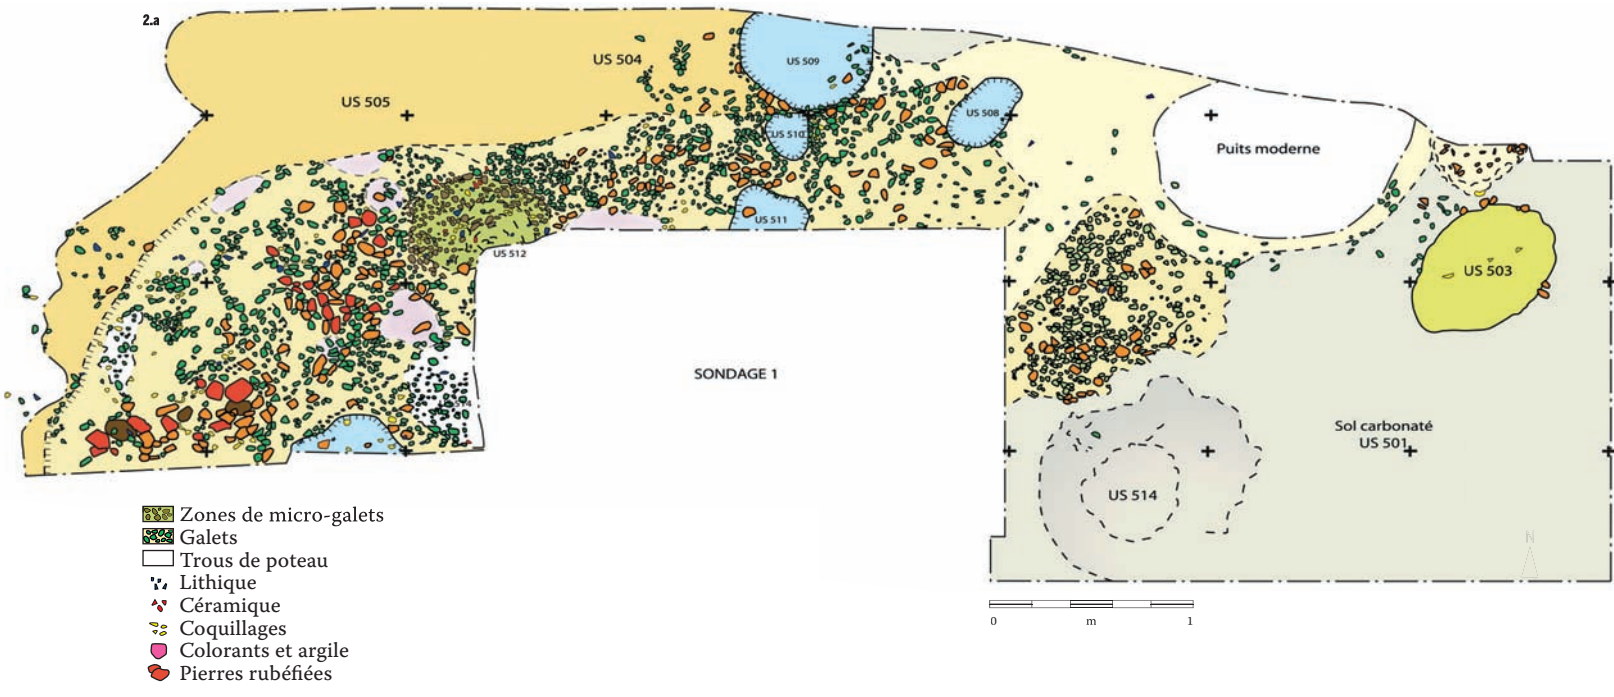 2.a
US 504
US 509
US 505
US 508
US 510
Puits moderne
US 511
US 512
US 503
SONDAGE 1
Sol carbonaté
US 501
US 514
Zones de micro-galets
Galets
Trous de poteau
Lithique
Céramique
Coquillages
Colorants et argile
Pierres rubéfiées
N
0 m 1